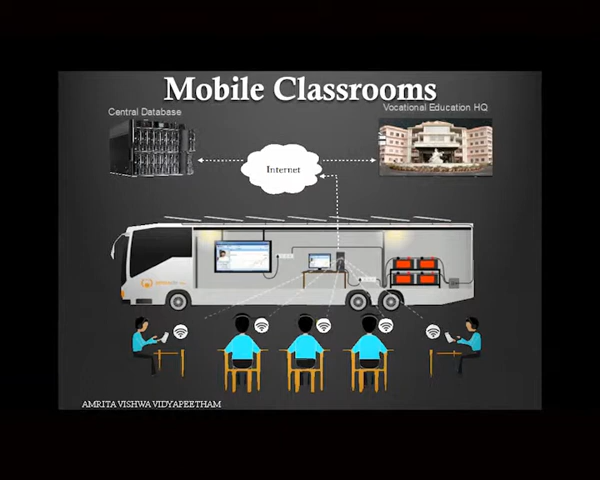 Mobile Classrooms
Central Database
Vocational Education HQ
Internet
AMRITA VISHWA VIDYAPEETHAM